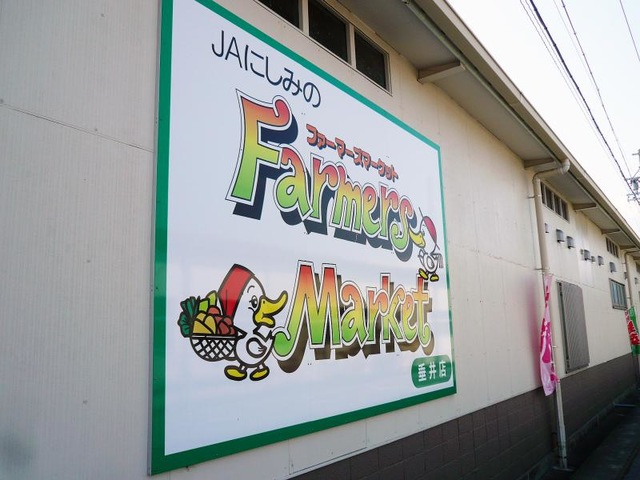 JAにしみの
ファーマーズマーケット
Farmers
Market
垂井店